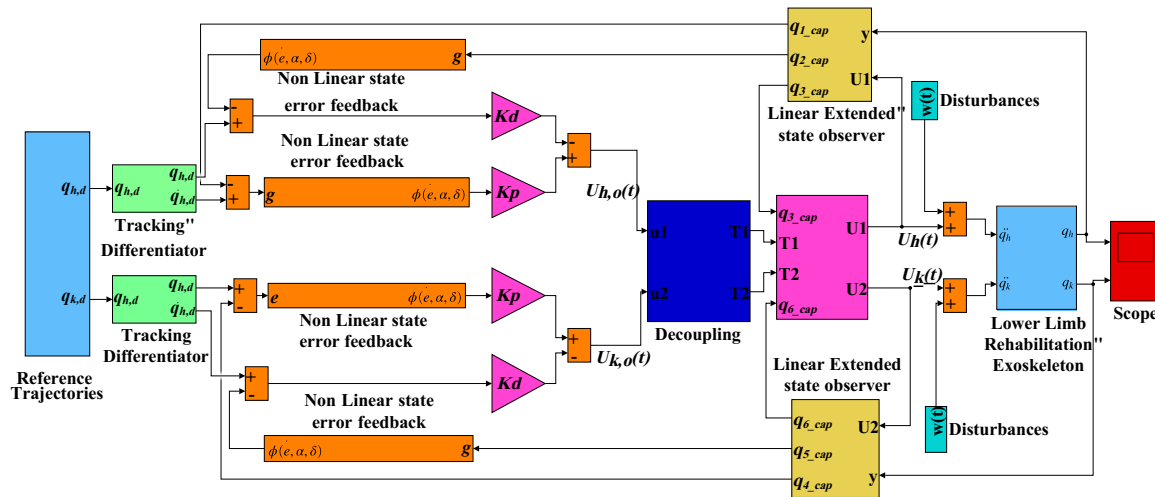 q1_cap
q2_cap
q3_cap
y
U1
ϕ(ė, α, δ)
g
Non Linear state
error feedback
Linear Extended"
state observer
w(t)
Disturbances
-
+
Kd
Non Linear state
error feedback
-
+
qh,d
qh,d
qh,d
q̇h,d
-
+
g
ϕ(ė, α, δ)
Kp
Uh,o(t)
Tracking"
Differentiator
u1
u2
T1
T2
Decoupling
q3_cap
T1
T2
q6_cap
U1
U2
Uh(t)
Uk(t)
+
+
+
+
q̈h
q̈k
qh
qk
Scope
Lower Limb
Rehabilitation"
Exoskeleton
qk,d
qh,d
qh,d
q̇h,d
+
-
e
ϕ(ė, α, δ)
Kp
Non Linear state
error feedback
+
-
Uk,o(t)
Tracking
Differentiator
+
-
Kd
Reference
Trajectories
Non Linear state
error feedback
ϕ(ė, α, δ)
g
Linear Extended
state observer
q6_cap
q5_cap
q4_cap
U2
y
w(t)
Disturbances